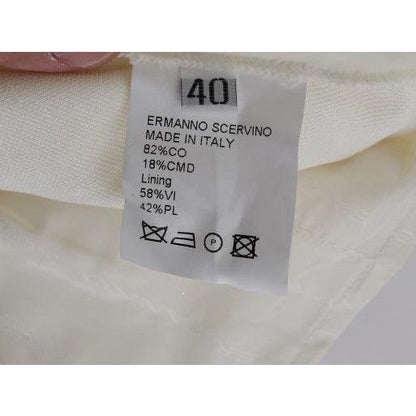 40
ERMANNO SCERVINO
MADE IN ITALY
82%CO
18%CMD
Lining
58%VI
42%PL
P